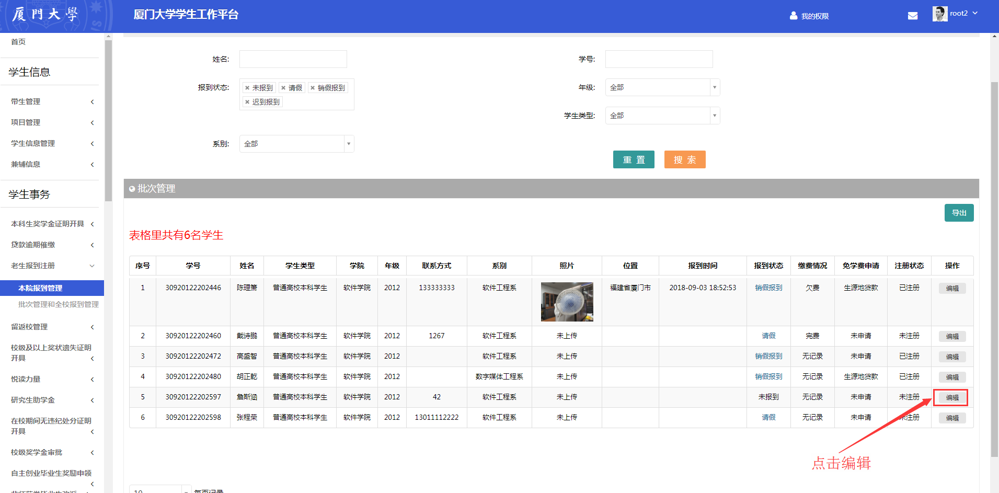 厦門大學
厦门大学学生工作平台
我的权限
root2
首页
学生信息
带生管理
项目管理
学生信息管理
兼辅信息
学生事务
本科生奖学金证明开具
贷款逾期催缴
老生报到注册
本院报到管理
批次管理和全校报到管理
留返校管理
校级及以上奖状遗失证明
开具
悦读力量
研究生助学金
在校期间无违纪处分证明
开具
校级奖学金审批
自主创业毕业生奖励申领
姓名:
学号:
报到状态: × 未报到 × 请假 × 销假报到
× 迟到报到
年级: 全部
学生类型: 全部
系别: 全部
重 置 搜 索
批次管理
导出
表格里共有6名学生
序号 学号 姓名 学生类型 学院 年级 联系方式 系别 照片 位置 报到时间 报到状态 缴费情况 免学费申请 注册状态 操作
1 30920122202446 陈理箫 普通高校本科学生 软件学院 2012 133333333 软件工程系 福建省厦门市 2018-09-03 18:52:53 销假报到 欠费 生源地贷款 已注册 编辑
2 30920122202460 戴诗鹏 普通高校本科学生 软件学院 2012 1267 软件工程系 未上传 请假 完费 未申请 未注册 编辑
3 30920122202472 高盛智 普通高校本科学生 软件学院 2012 软件工程系 未上传 销假报到 无记录 未申请 已注册 编辑
4 30920122202480 胡正乾 普通高校本科学生 软件学院 2012 数字媒体工程系 未上传 销假报到 无记录 生源地贷款 已注册 编辑
5 30920122202597 詹斯涵 普通高校本科学生 软件学院 2012 42 软件工程系 未上传 未报到 无记录 未申请 未注册 编辑
6 30920122202598 张程荣 普通高校本科学生 软件学院 2012 13011112222 软件工程系 未上传 请假 无记录 未申请 未注册 编辑
点击编辑
10 每页记录